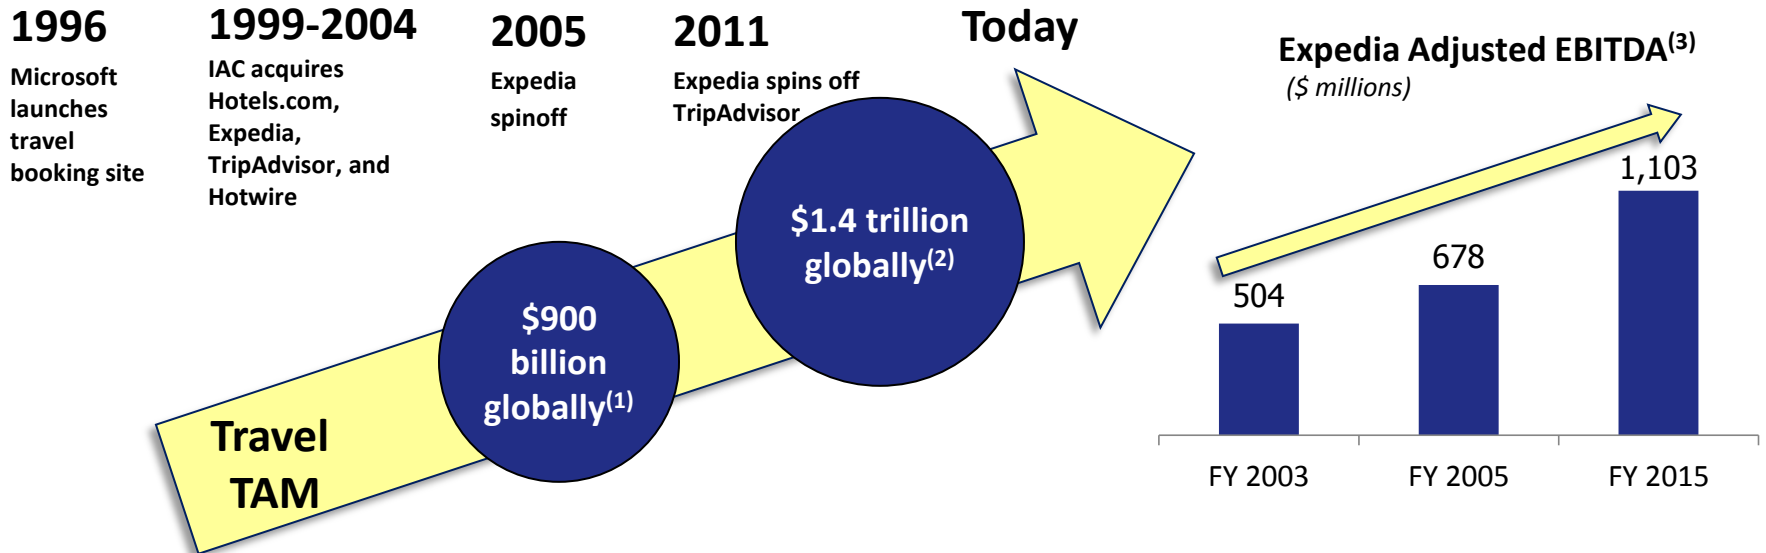 1996
Microsoft
launches
travel
booking site
1999-2004
IAC acquires
Hotels.com,
Expedia,
TripAdvisor, and
Hotwire
2005
Expedia
spinoff
2011
Expedia spins off
TripAdvisor
Today
Travel
TAM
$900
billion
globally(1)
$1.4 trillion
globally(2)
Expedia Adjusted EBITDA(3)
($ millions)
504
678
1,103
FY 2003
FY 2005
FY 2015